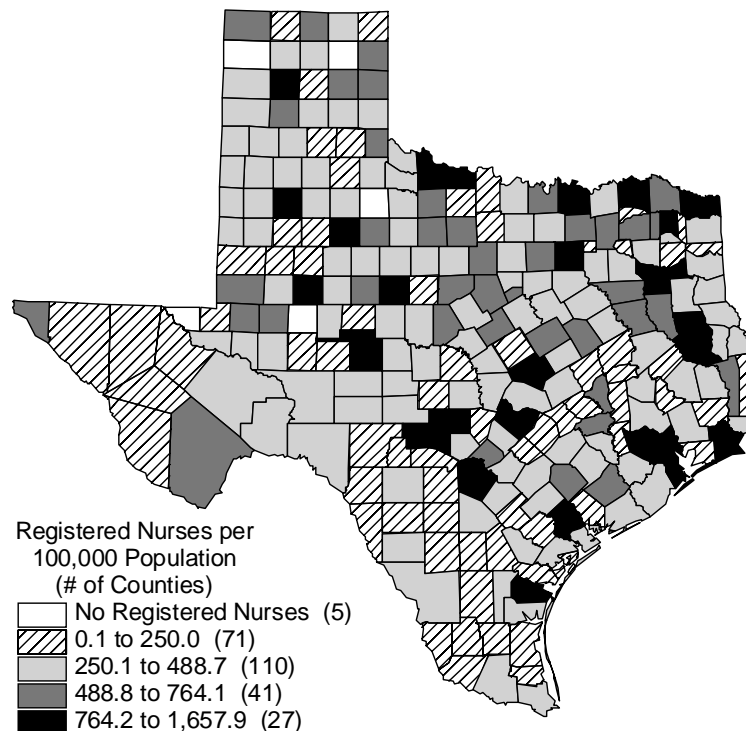 Registered Nurses per
100,000 Population
(# of Counties)
No Registered Nurses (5)
0.1 to 250.0 (71)
250.1 to 488.7 (110)
488.8 to 764.1 (41)
764.2 to 1,657.9 (27)